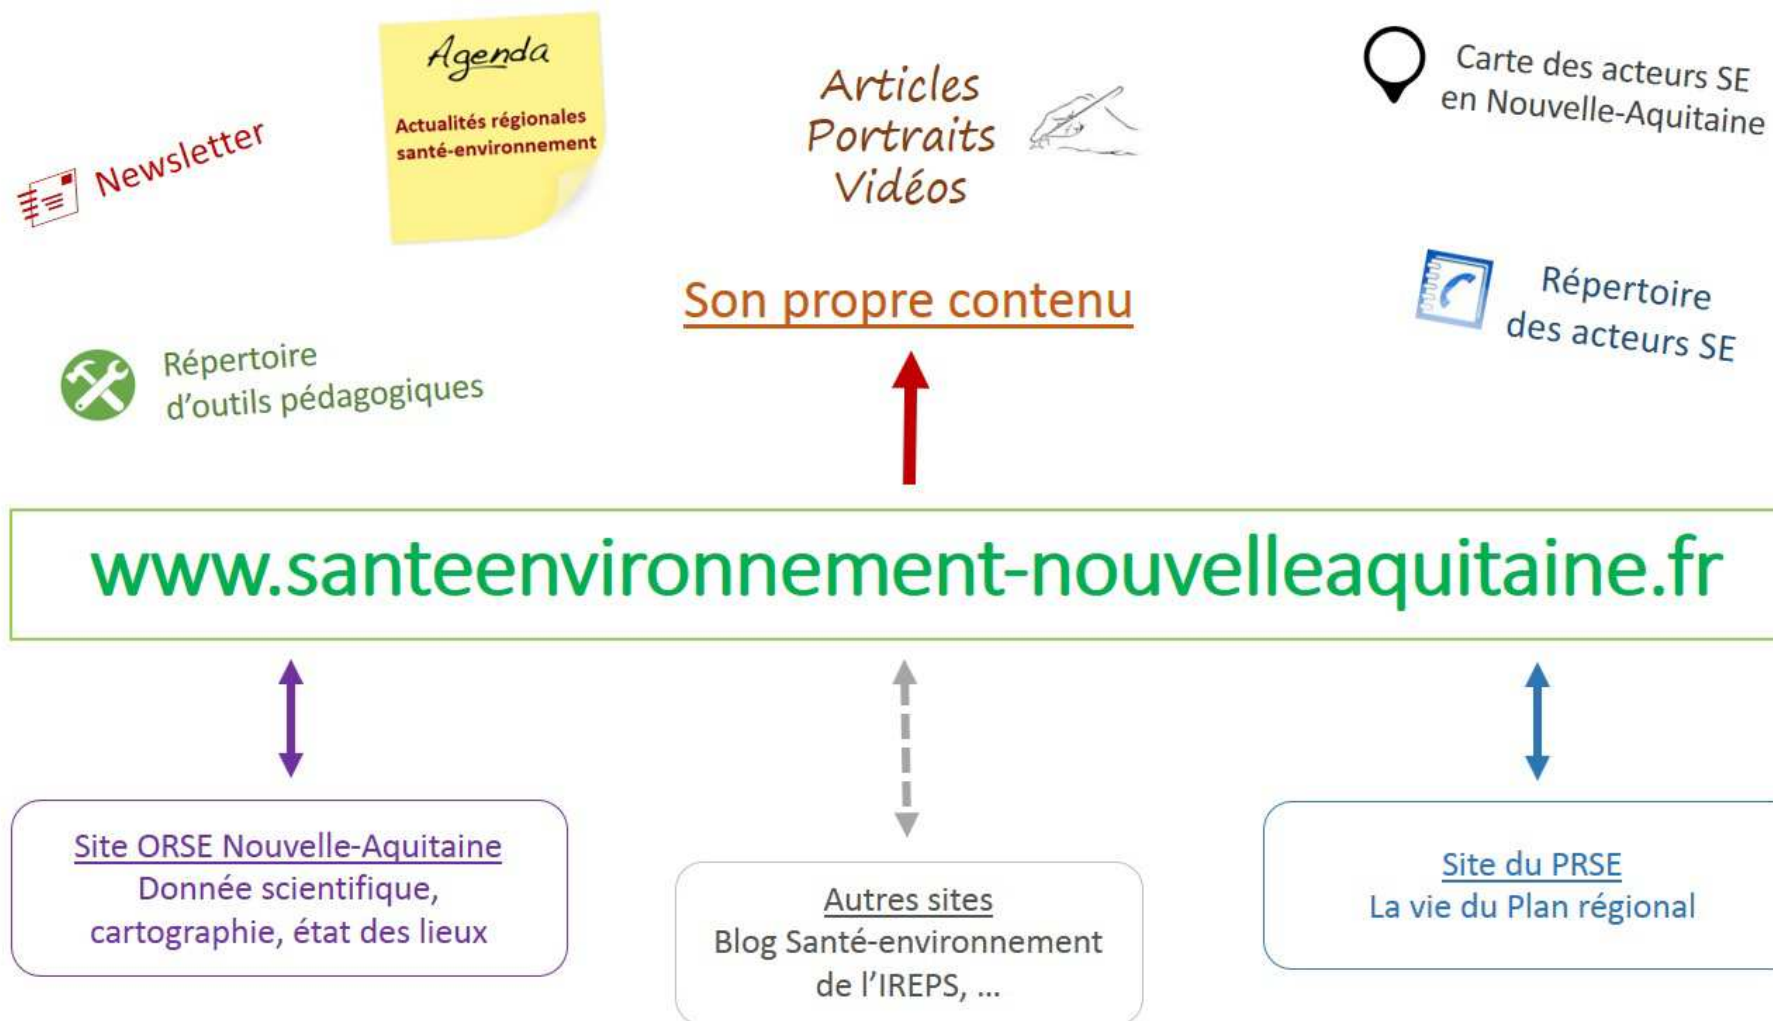 Newsletter
Agenda
Actualités régionales
santé-environnement
Articles
Portraits
Vidéos
Carte des acteurs SE
en Nouvelle-Aquitaine
Son propre contenu
Répertoire
des acteurs SE
Répertoire
d'outils pédagogiques
www.santeenvironnement-nouvelleaquitaine.fr
Site ORSE Nouvelle-Aquitaine
Donnée scientifique,
cartographie, état des lieux
Autres sites
Blog Santé-environnement
de l'IREPS, ...
Site du PRSE
La vie du Plan régional